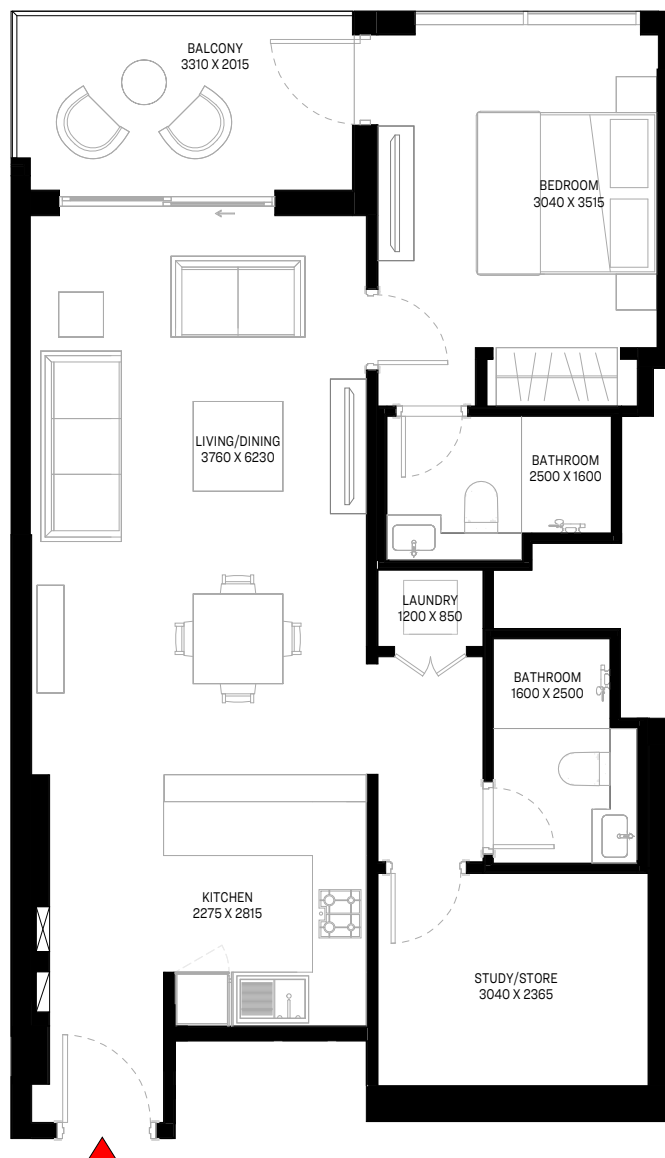 BALCONY
3310 X 2015
BEDROOM
3040 X 3515
LIVING/DINING
3760 X 6230
BATHROOM
2500 X 1600
LAUNDRY
1200 X 850
BATHROOM
1600 X 2500
KITCHEN
2275 X 2815
STUDY/STORE
3040 X 2365